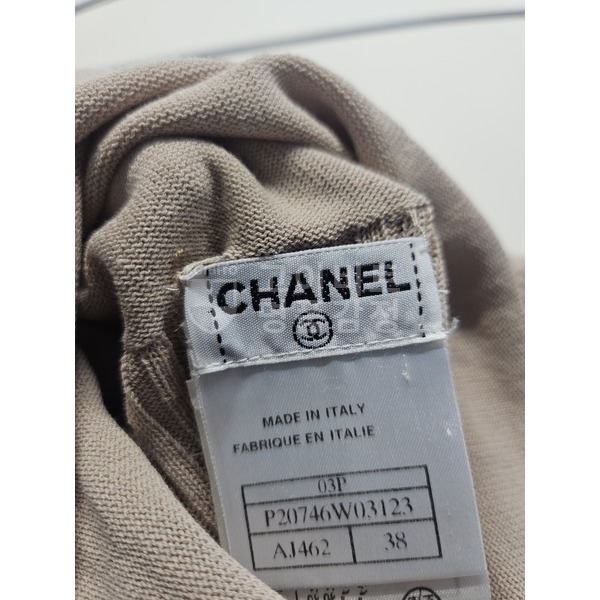 CHANEL
MADE IN ITALY
FABRIQUE EN ITALIE
03P
P20746W03123
AJ462 38